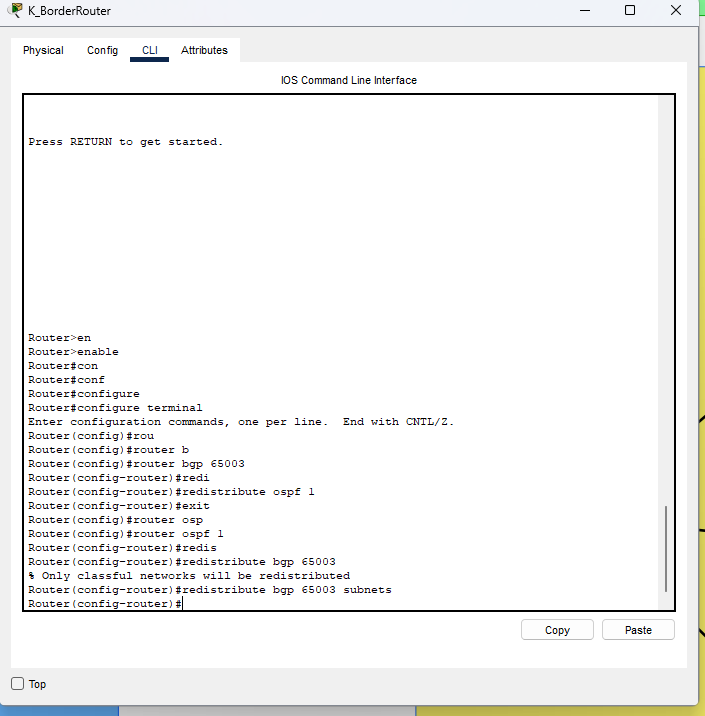 K_BorderRouter
Physical Config CLI Attributes
IOS Command Line Interface
Press RETURN to get started.
Router>en
Router>enable
Router#con
Router#conf
Router#configure
Router#configure terminal
Enter configuration commands, one per line.  End with CNTL/Z.
Router(config)#rou
Router(config)#router b
Router(config)#router bgp 65003
Router(config-router)#redi
Router(config-router)#redistribute ospf 1
Router(config-router)#exit
Router(config)#router osp
Router(config)#router ospf 1
Router(config-router)#redis
Router(config-router)#redistribute bgp 65003
% Only classful networks will be redistributed
Router(config-router)#redistribute bgp 65003 subnets
Router(config-router)#
Copy Paste
Top